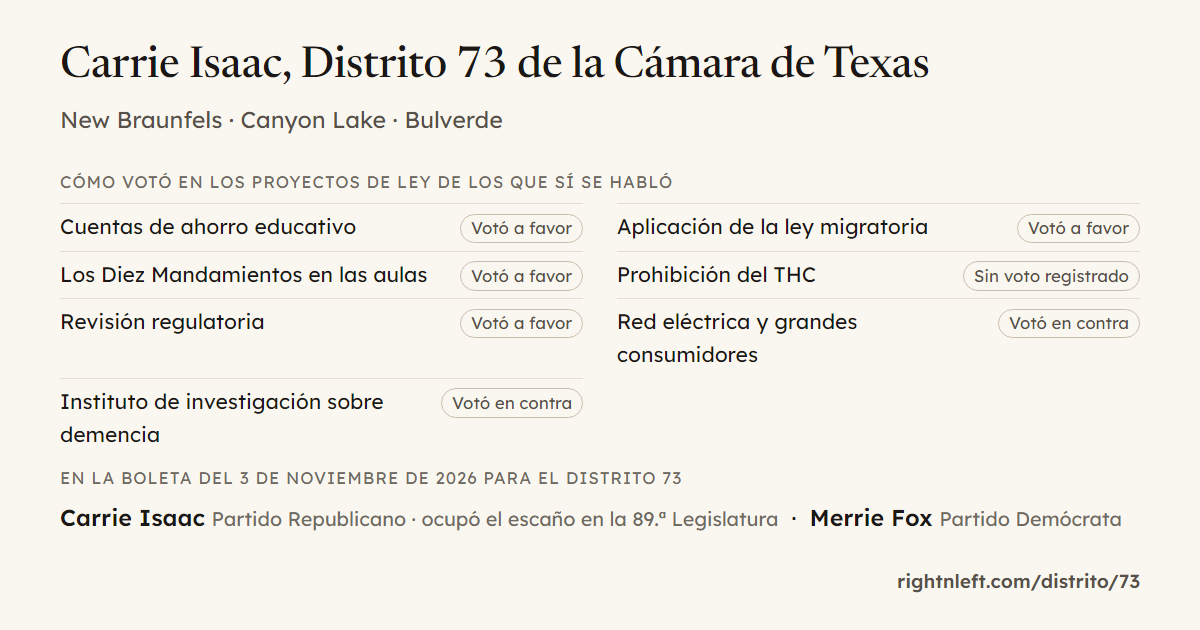 Carrie Isaac, Distrito 73 de la Cámara de Texas
New Braunfels · Canyon Lake · Bulverde
CÓMO VOTÓ EN LOS PROYECTOS DE LEY DE LOS QUE SÍ SE HABLÓ
Cuentas de ahorro educativo Votó a favor
Aplicación de la ley migratoria Votó a favor
Los Diez Mandamientos en las aulas Votó a favor
Prohibición del THC Sin voto registrado
Revisión regulatoria Votó a favor
Red eléctrica y grandes Votó en contra
consumidores
Instituto de investigación sobre Votó en contra
demencia
EN LA BOLETA DEL 3 DE NOVIEMBRE DE 2026 PARA EL DISTRITO 73
Carrie Isaac Partido Republicano · ocupó el escaño en la 89.ª Legislatura · Merrie Fox Partido Demócrata
rightnleft.com/distrito/73